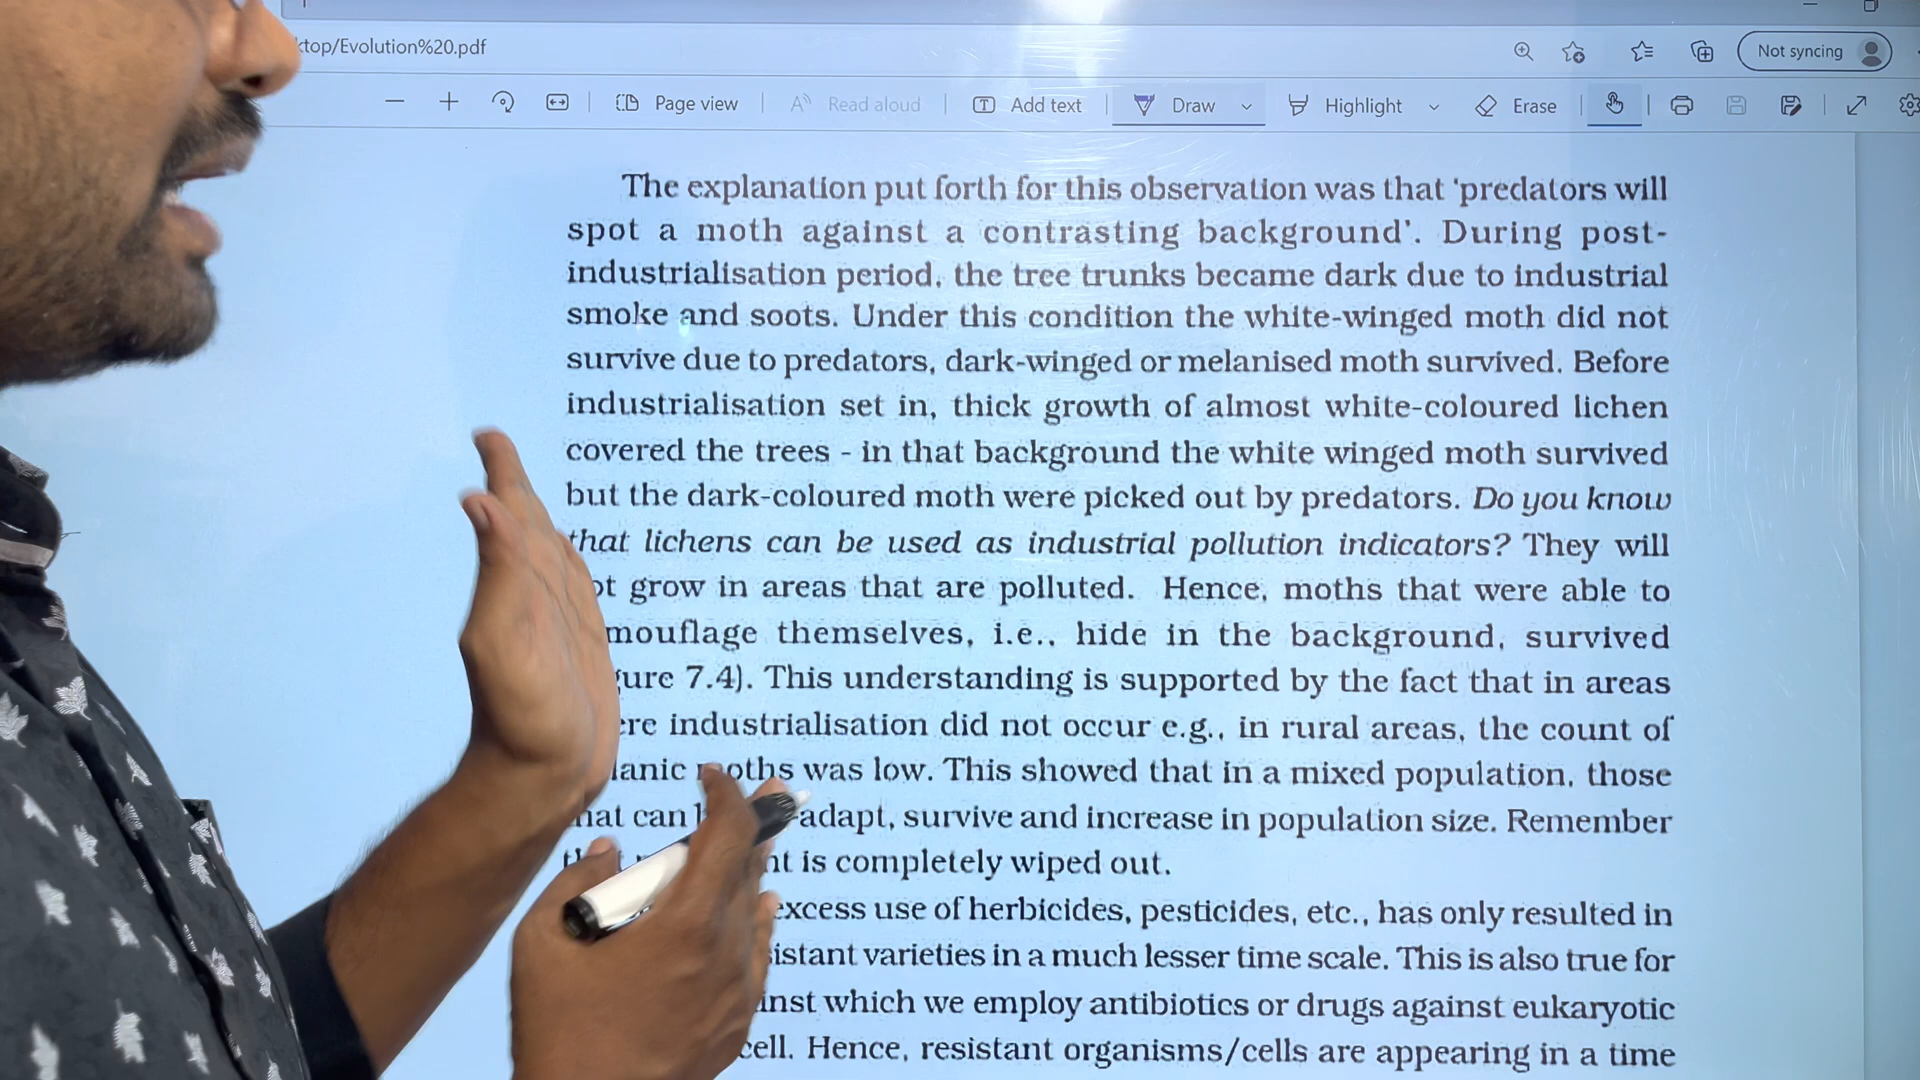 ktop/Evolution%20.pdf
Not syncing
Page view
Read aloud
Add text
Draw
Highlight
Erase
The explanation put forth for this observation was that 'predators will
spot a moth against a contrasting background'. During post-
industrialisation period, the tree trunks became dark due to industrial
smoke and soots. Under this condition the white-winged moth did not
survive due to predators, dark-winged or melanised moth survived. Before
industrialisation set in, thick growth of almost white-coloured lichen
covered the trees - in that background the white winged moth survived
but the dark-coloured moth were picked out by predators. Do you know
that lichens can be used as industrial pollution indicators? They will
ot grow in areas that are polluted. Hence, moths that were able to
mouflage themselves, i.e., hide in the background, survived
gure 7.4). This understanding is supported by the fact that in areas
ere industrialisation did not occur e.g., in rural areas, the count of
lanic moths was low. This showed that in a mixed population, those
hat can adapt, survive and increase in population size. Remember
nt is completely wiped out.
excess use of herbicides, pesticides, etc., has only resulted in
sistant varieties in a much lesser time scale. This is also true for
inst which we employ antibiotics or drugs against eukaryotic
cell. Hence, resistant organisms/cells are appearing in a time